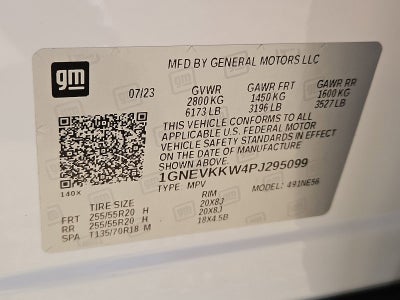 gm
MFD BY GENERAL MOTORS LLC
07/23 GVWR GAWR FRT GAWR RR
2800 KG 1450 KG 1600 KG
6173 LB 3196 LB 3527 LB
THIS VEHICLE CONFORMS TO ALL
APPLICABLE U.S. FEDERAL MOTOR
VEHICLE SAFETY STANDARDS IN EFFECT
ON THE DATE OF MANUFACTURE
SHOWN ABOVE.
1GNEVKKW4PJ295099
140X TYPE: MPV MODEL: 491NE56
TIRE SIZE RIM
FRT 255/55R20 H 20X8J
RR 255/55R20 H 20X8J
SPA T135/70R18 M 18X4.5B